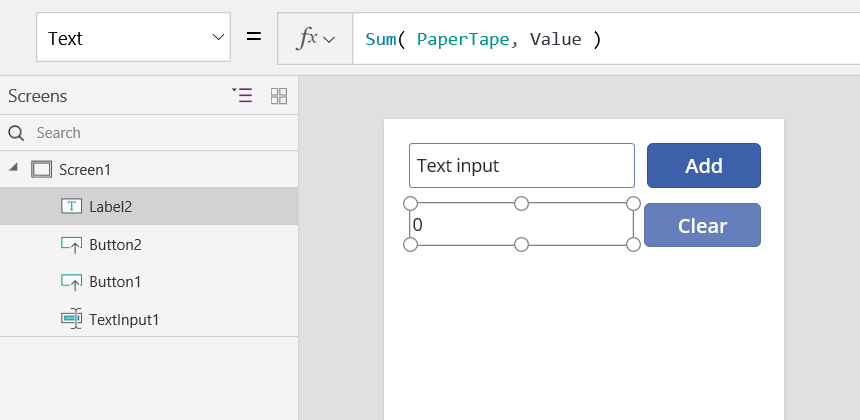 Text = fx Sum( PaperTape, Value )
Screens
Search
Screen1
T Label2
Button2
Button1
TextInput1
Text input Add
0 Clear